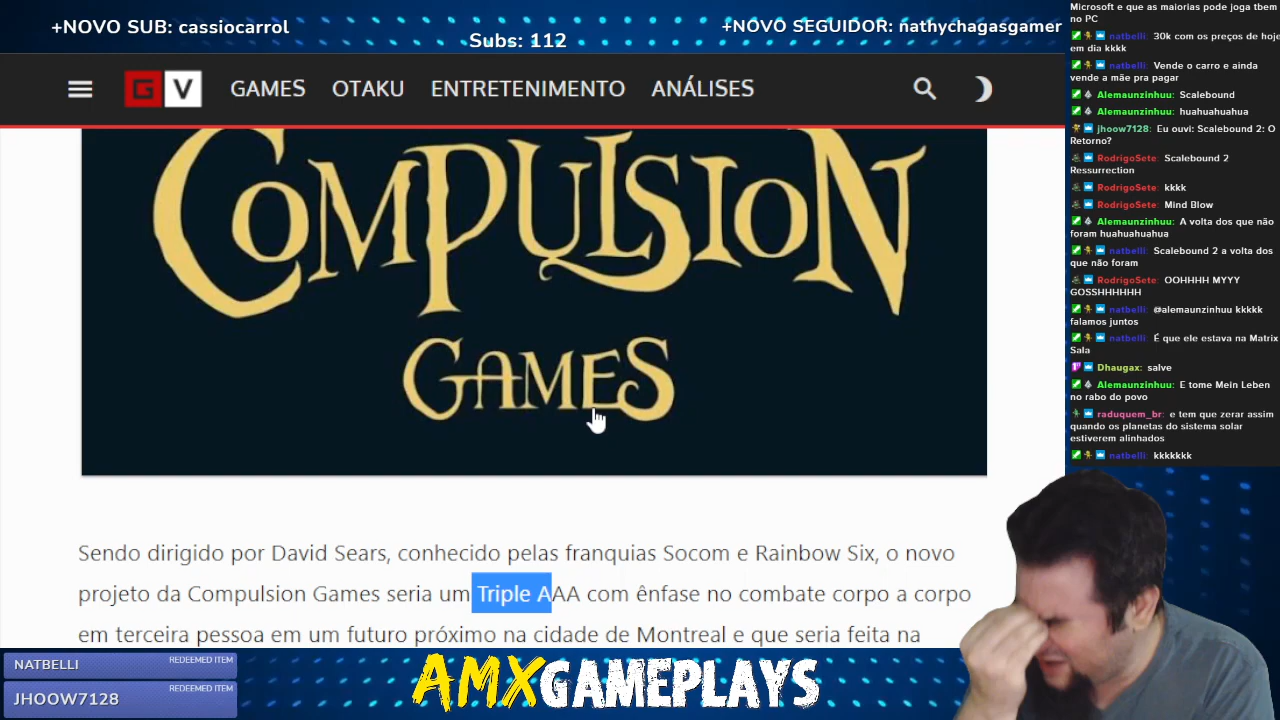 +NOVO SUB: cassiocarrol
Subs: 112
+NOVO SEGUIDOR: nathychagasgamer
G V
GAMES
OTAKU
ENTRETENIMENTO
ANÁLISES
COMPULSION
GAMES
Sendo dirigido por David Sears, conhecido pelas franquias Socom e Rainbow Six, o novo
projeto da Compulsion Games seria um Triple AAA com ênfase no combate corpo a corpo
em terceira pessoa em um futuro próximo na cidade de Montreal e que seria feita na
Microsoft e que as maiorias pode joga tbem
no PC
natbelli: 30k com os preços de hoje
em dia kkkk
natbelli: Vende o carro e ainda
vende a mãe pra pagar
Alemaunzinhuu: Scalebound
Alemaunzinhuu: huahuahuahua
jhoow7128: Eu ouvi: Scalebound 2: O
Retorno?
RodrigoSete: Scalebound 2
Ressurrection
RodrigoSete: kkkk
RodrigoSete: Mind Blow
Alemaunzinhuu: A volta dos que não
foram huahuahuahua
natbelli: Scalebound 2 a volta dos
que não foram
RodrigoSete: OOHHHH MYYY
GOSSHHHHHH
natbelli: @alemaunzinhuu kkkkk
falamos juntos
natbelli: É que ele estava na Matrix
Sala
Dhaugax: salve
Alemaunzinhuu: E tome Mein Leben
no rabo do povo
raduquem_br: e tem que zerar assim
quando os planetas do sistema solar
estiverem alinhados
natbelli: kkkkkkk
NATBELLI
REDEEMED ITEM
JHOOW7128
REDEEMED ITEM
AMXGAMEPLAYS